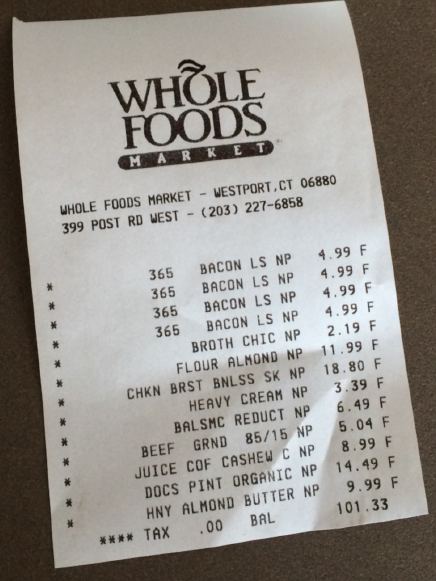 WHOLE
FOODS
MARKET
WHOLE FOODS MARKET - WESTPORT,CT 06880
399 POST RD WEST - (203) 227-6858
365 BACON LS NP 4.99 F
* 365 BACON LS NP 4.99 F
* 365 BACON LS NP 4.99 F
* 365 BACON LS NP 4.99 F
* BROTH CHIC NP 2.19 F
* FLOUR ALMOND NP 11.99 F
* CHKN BRST BNLSS SK NP 18.80 F
* HEAVY CREAM NP 3.39 F
* BALSMC REDUCT NP 6.49 F
* BEEF GRND 85/15 NP 5.04 F
* JUICE COF CASHEW C NP 8.99 F
* DOCS PINT ORGANIC NP 14.49 F
* HNY ALMOND BUTTER NP 9.99 F
**** TAX .00 BAL 101.33